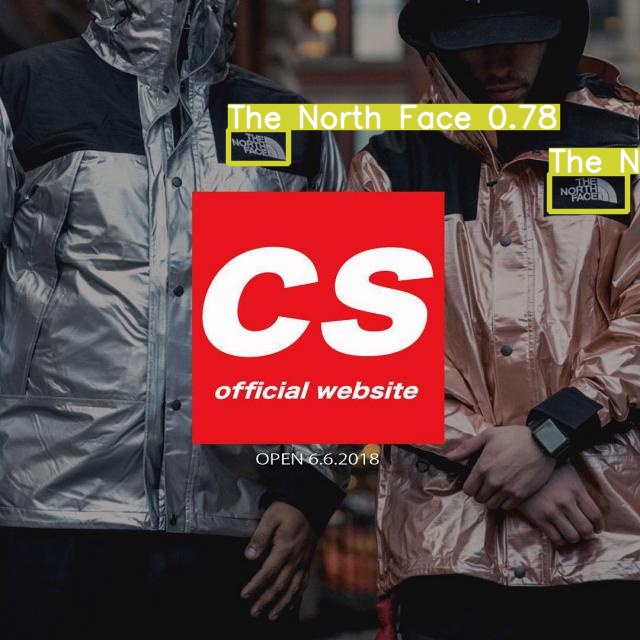 The North Face 0.78
THE
NORTH
FACE
The N
THE
NORTH
FACE
CS
official website
OPEN 6.6.2018